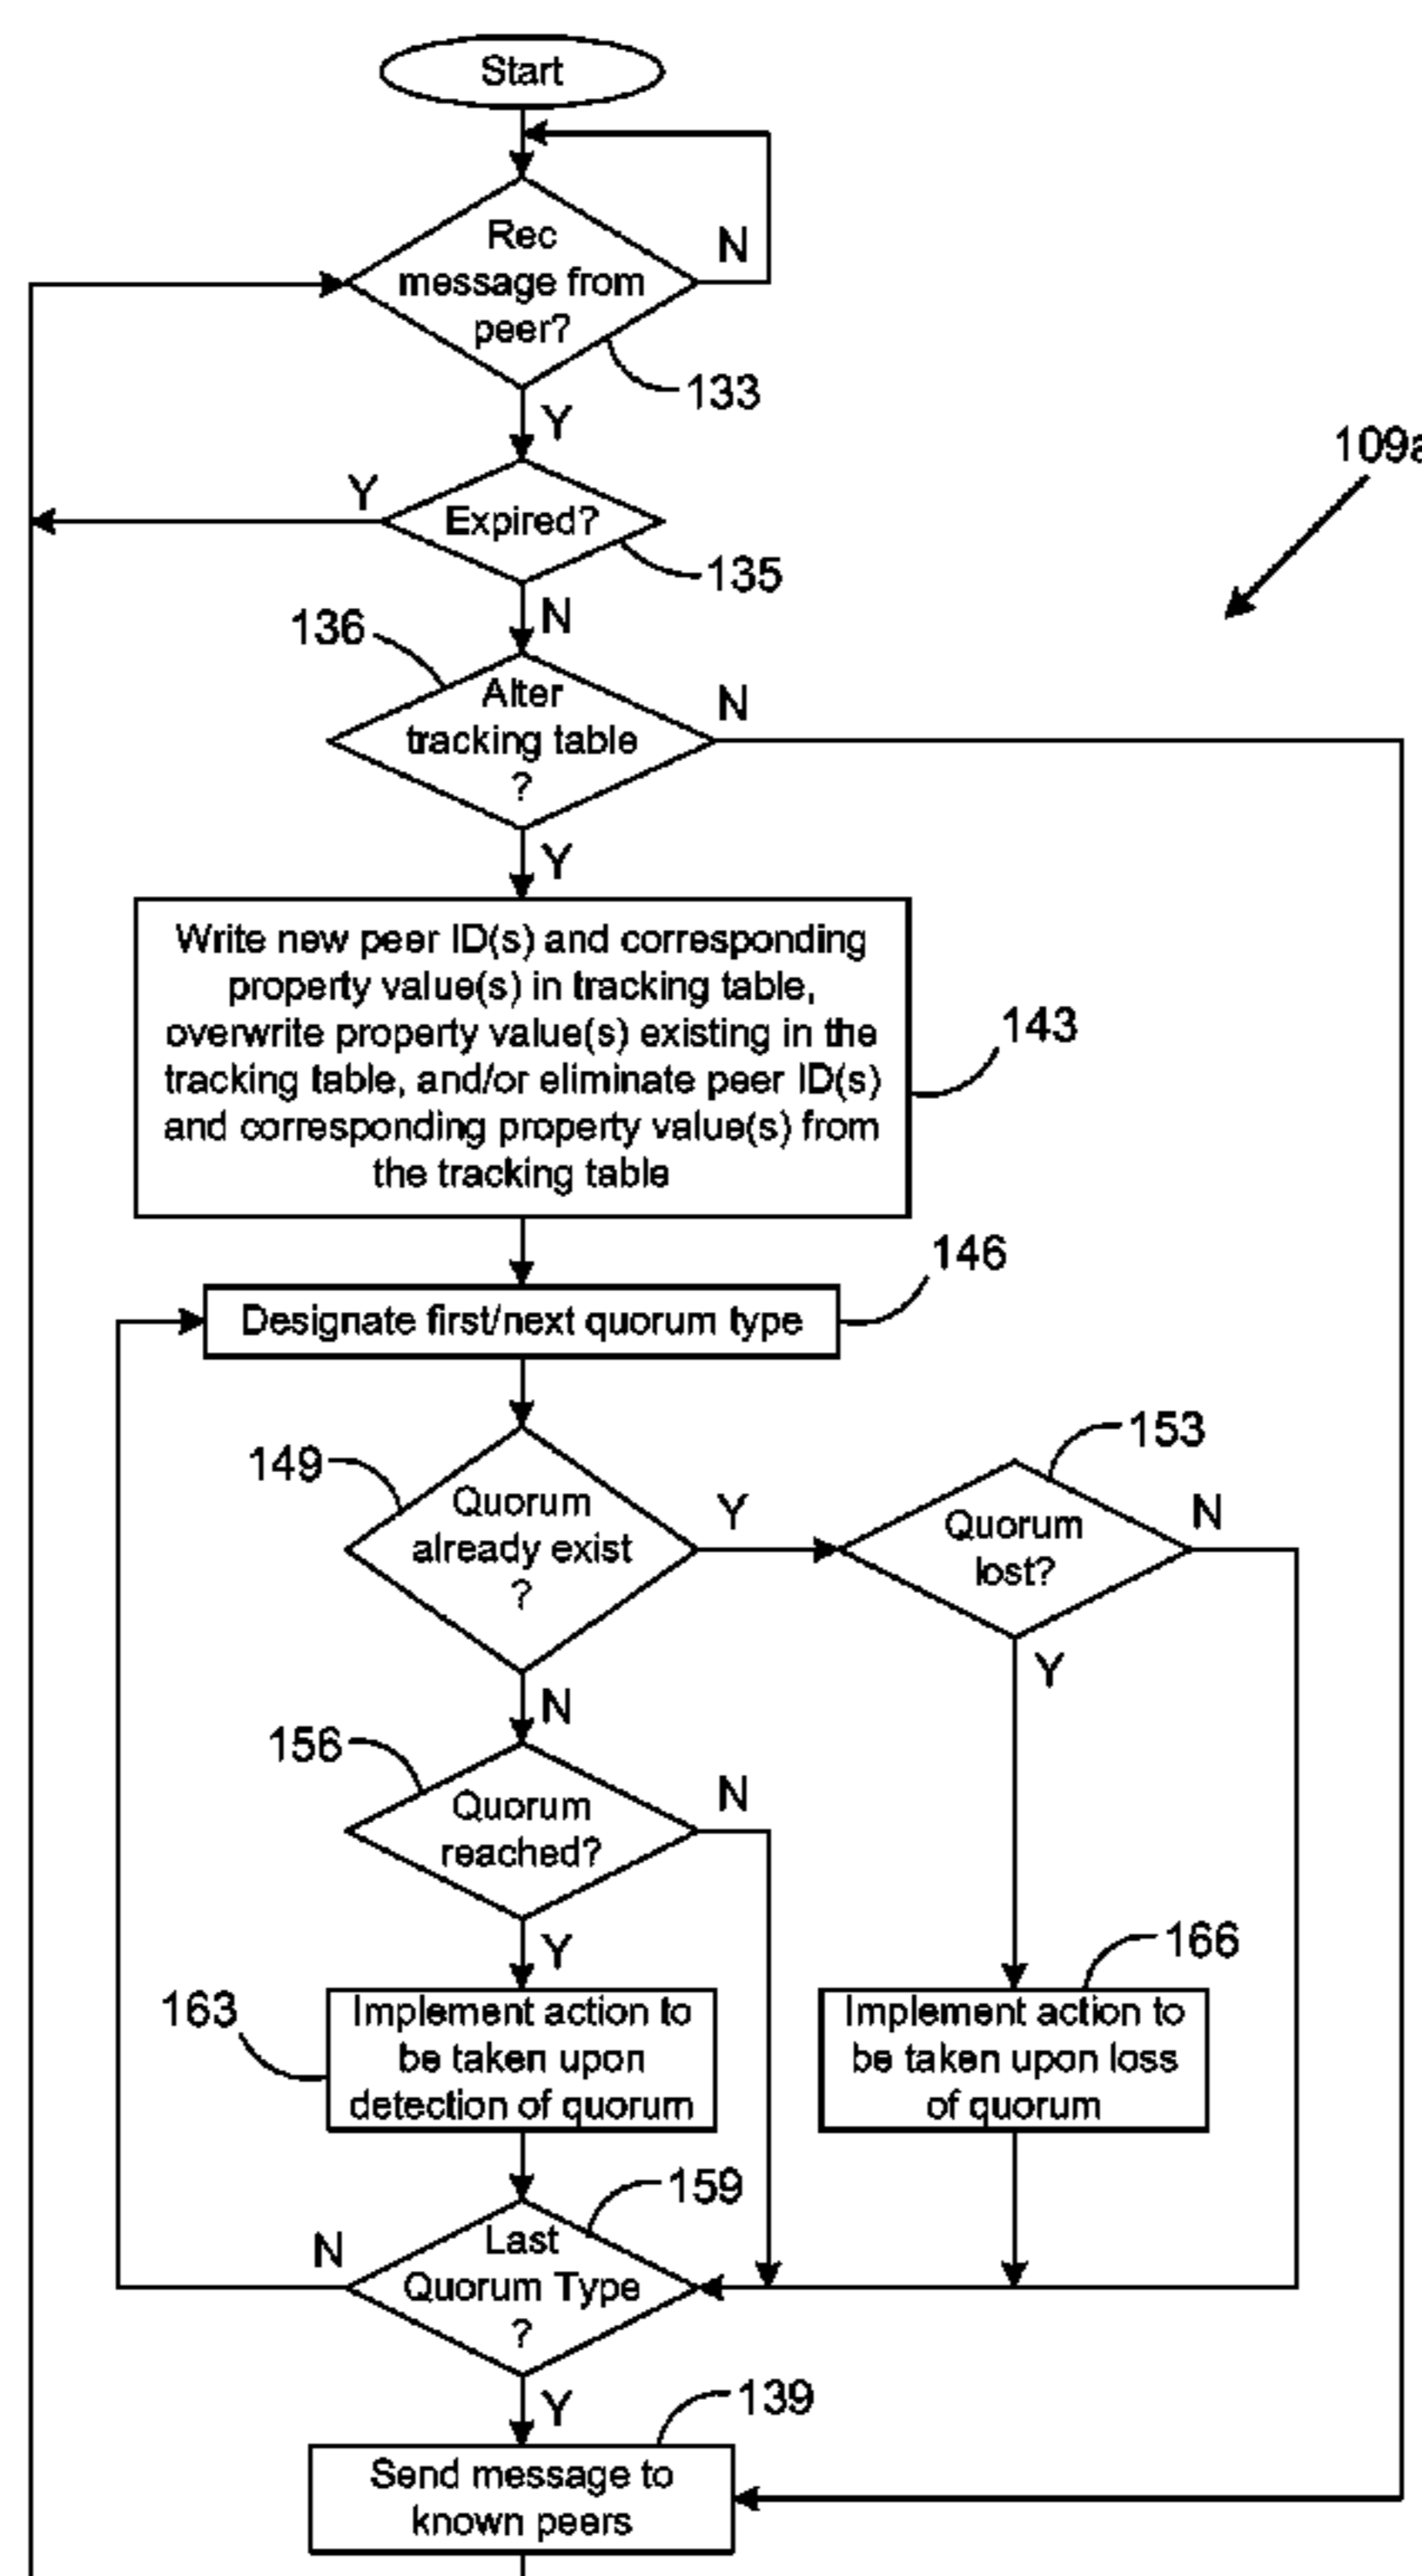 Start
Rec
message from
peer?
N
133
Y
Expired?
Y
135
N
109a
136
Alter
tracking table
?
N
Y
Write new peer ID(s) and corresponding
property value(s) in tracking table,
overwrite property value(s) existing in the
tracking table, and/or eliminate peer ID(s)
and corresponding property value(s) from
the tracking table
143
146
Designate first/next quorum type
149
Quorum
already exist
?
Y
153
Quorum
lost?
N
Y
N
156
Quorum
reached?
N
Y
163
Implement action to
be taken upon
detection of quorum
166
Implement action to
be taken upon loss
of quorum
159
Last
Quorum Type
?
N
Y
139
Send message to
known peers